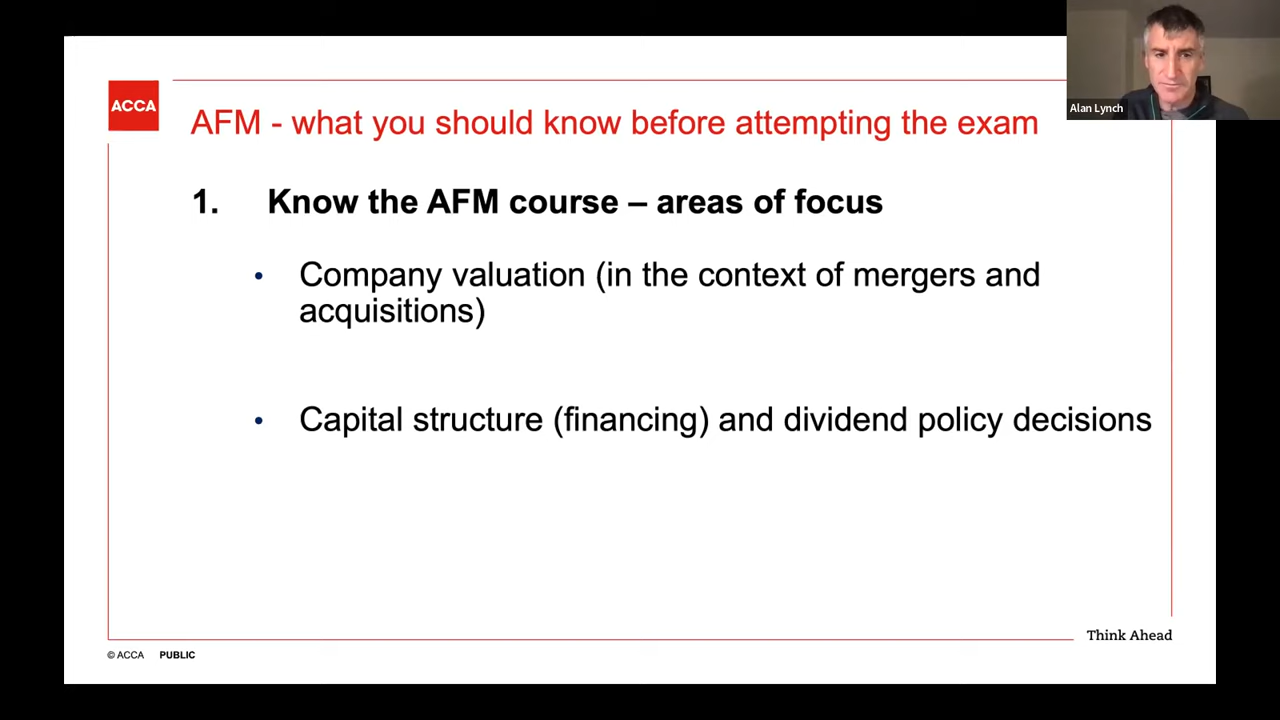 ACCA
AFM - what you should know before attempting the exam
Alan Lynch
1. Know the AFM course – areas of focus
• Company valuation (in the context of mergers and
acquisitions)
• Capital structure (financing) and dividend policy decisions
Think Ahead
© ACCA PUBLIC